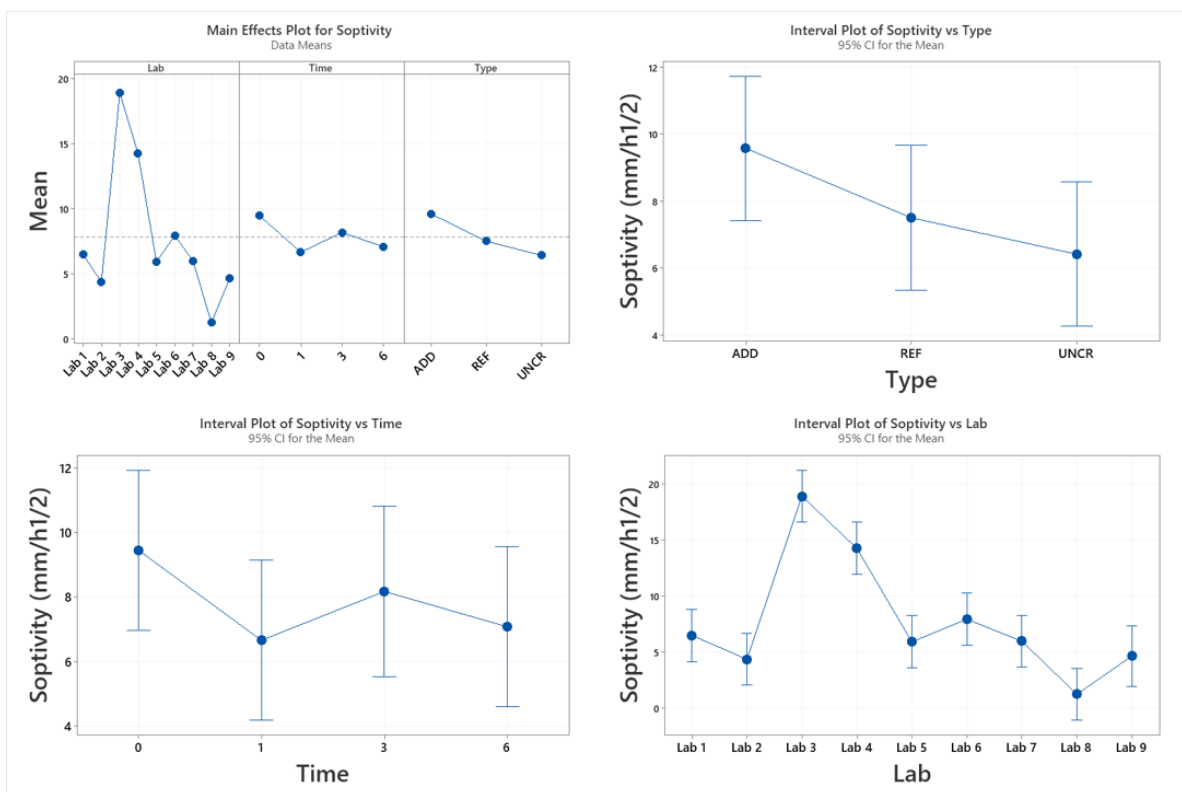 Main Effects Plot for Soptivity
Data Means
Lab Time Type
Mean
20
15
10
5
0
Lab 1 Lab 2 Lab 3 Lab 4 Lab 5 Lab 6 Lab 7 Lab 8 Lab 9 0 1 3 6 ADD REF UNCR
Interval Plot of Soptivity vs Type
95% CI for the Mean
Soptivity (mm/h1/2)
12
10
8
6
4
ADD REF UNCR
Type
Interval Plot of Soptivity vs Time
95% CI for the Mean
Soptivity (mm/h1/2)
12
10
8
6
4
0 1 3 6
Time
Interval Plot of Soptivity vs Lab
95% CI for the Mean
Soptivity (mm/h1/2)
20
15
10
5
0
Lab 1 Lab 2 Lab 3 Lab 4 Lab 5 Lab 6 Lab 7 Lab 8 Lab 9
Lab